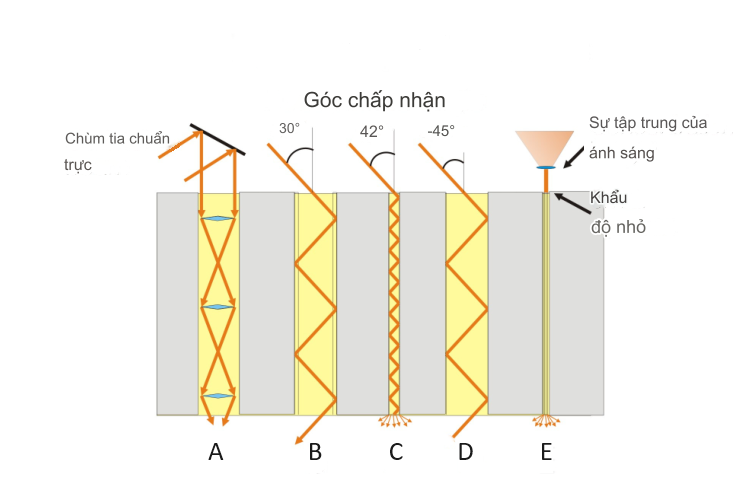 Góc chấp nhận
Chùm tia chuẩn
trực
30°
42°
-45°
Sự tập trung của
ánh sáng
Khẩu
độ nhỏ
A
B
C
D
E